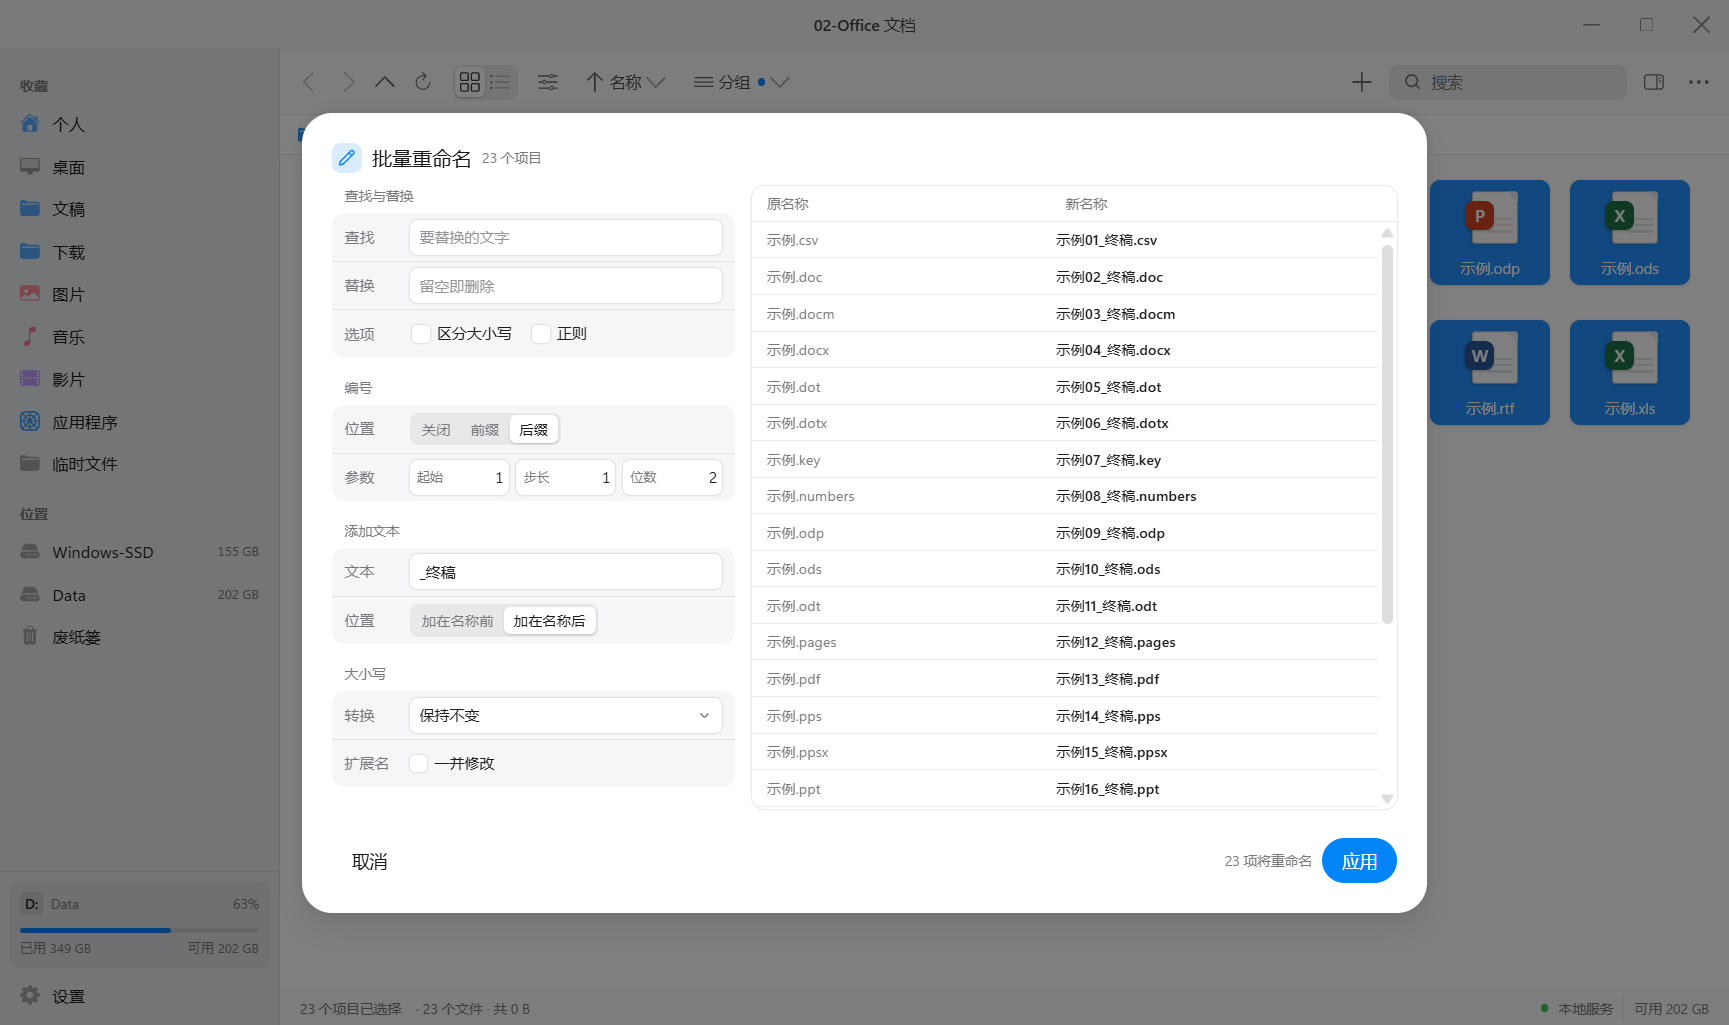 02-Office 文档
收藏
个人
桌面
文稿
下载
图片
音乐
影片
应用程序
临时文件
位置
Windows-SSD 155 GB
Data 202 GB
废纸篓
D: Data 63%
已用 349 GB 可用 202 GB
设置
名称 分组 搜索
批量重命名 23 个项目
查找与替换
查找 要替换的文字
替换 留空即删除
选项 区分大小写 正则
编号
位置 关闭 前缀 后缀
参数 起始 1 步长 1 位数 2
添加文本
文本 _终稿
位置 加在名称前 加在名称后
大小写
转换 保持不变
扩展名 一并修改
原名称 新名称
示例.csv 示例01_终稿.csv
示例.doc 示例02_终稿.doc
示例.docm 示例03_终稿.docm
示例.docx 示例04_终稿.docx
示例.dot 示例05_终稿.dot
示例.dotx 示例06_终稿.dotx
示例.key 示例07_终稿.key
示例.numbers 示例08_终稿.numbers
示例.odp 示例09_终稿.odp
示例.ods 示例10_终稿.ods
示例.odt 示例11_终稿.odt
示例.pages 示例12_终稿.pages
示例.pdf 示例13_终稿.pdf
示例.pps 示例14_终稿.pps
示例.ppsx 示例15_终稿.ppsx
示例.ppt 示例16_终稿.ppt
取消 23 项将重命名 应用
P X
示例.odp 示例.ods
W X
示例.rtf 示例.xls
23 个项目已选择 · 23 个文件 · 共 0 B 本地服务 可用 202 GB